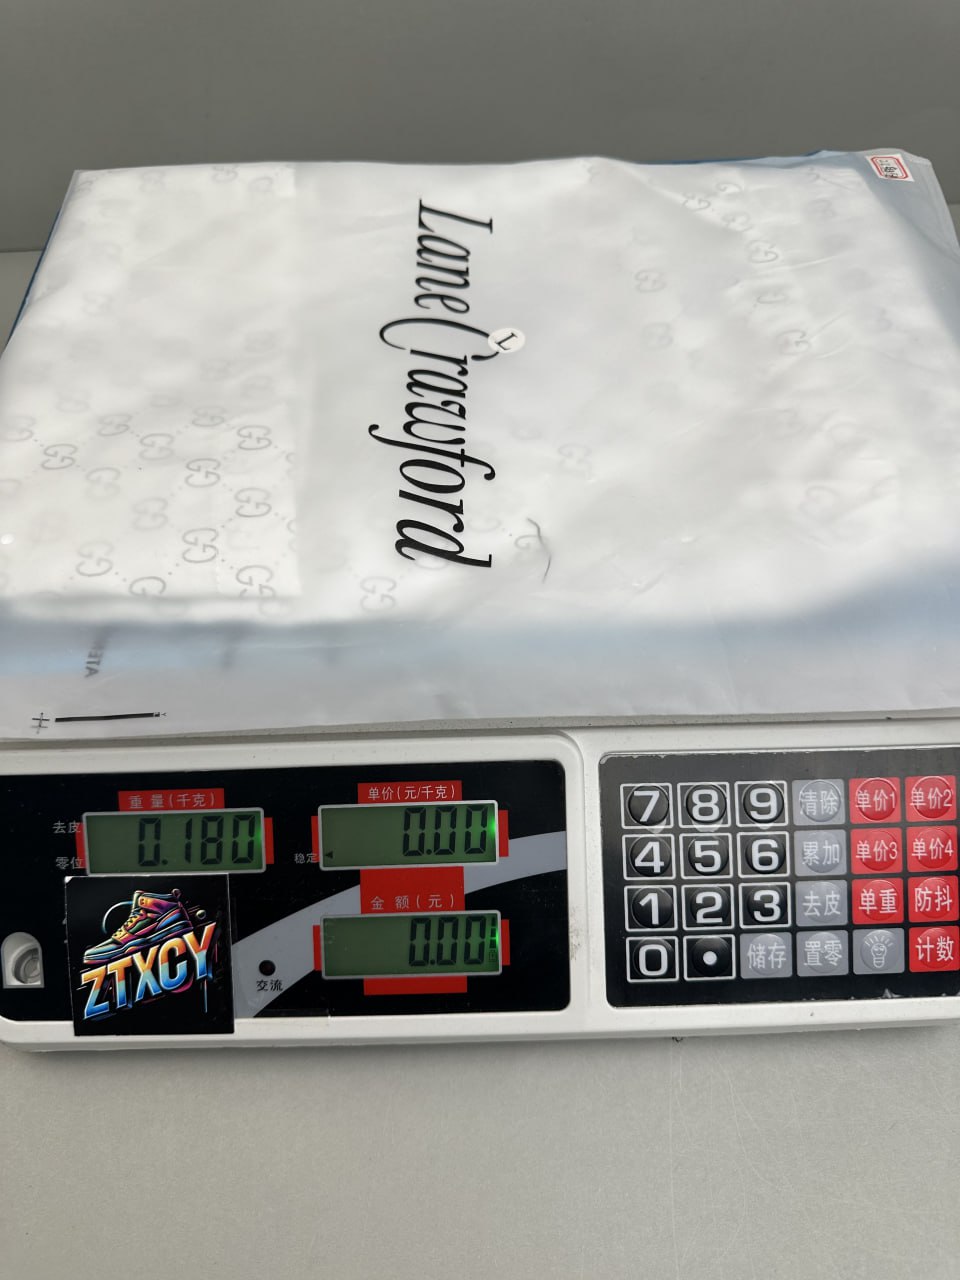 Lane Crawford
L
重量(千克)
单价(元/千克)
去皮
0.180
0.00
零位
稳定
金额(元)
0.00
交流
ZTXCY
7 8 9 清除 单价1 单价2
4 5 6 累加 单价3 单价4
1 2 3 去皮 单重 防抖
0 . 储存 置零 计数